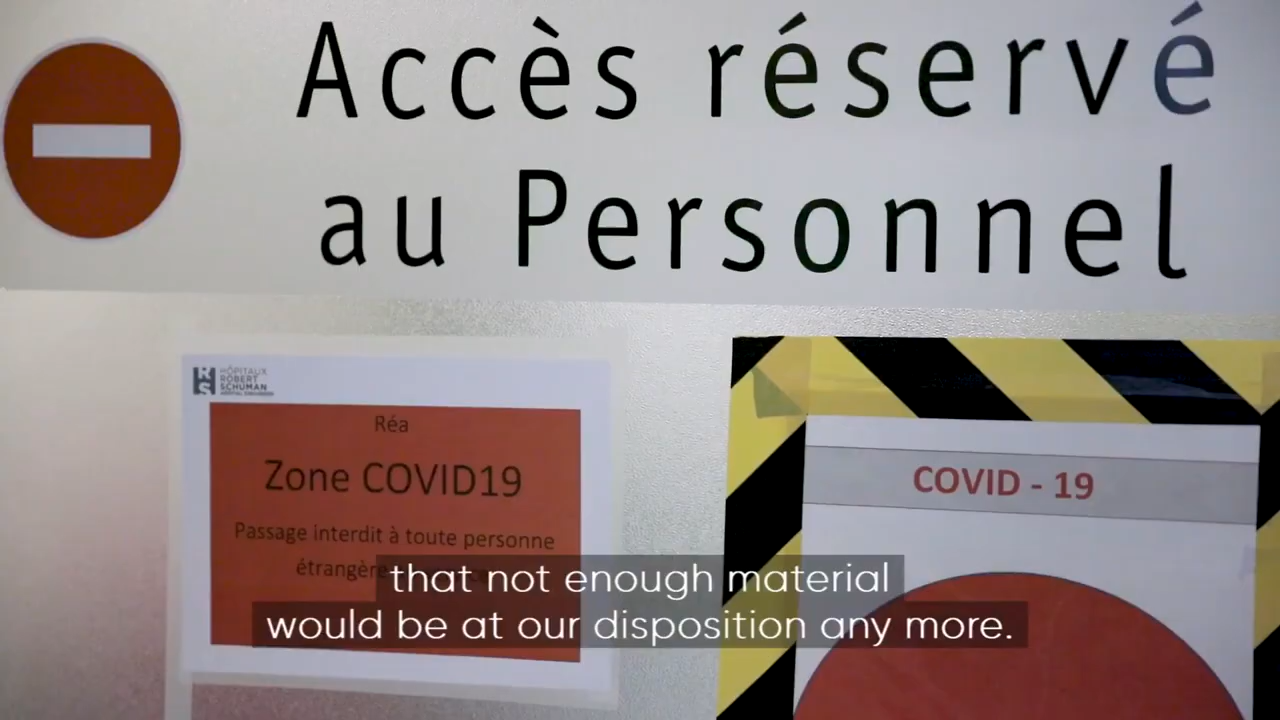 Accès réservé
au Personnel
HÔPITAUX
ROBERT
SCHUMAN
Réa
Zone COVID19
Passage interdit à toute personne
étrangère
COVID - 19
that not enough material
would be at our disposition any more.